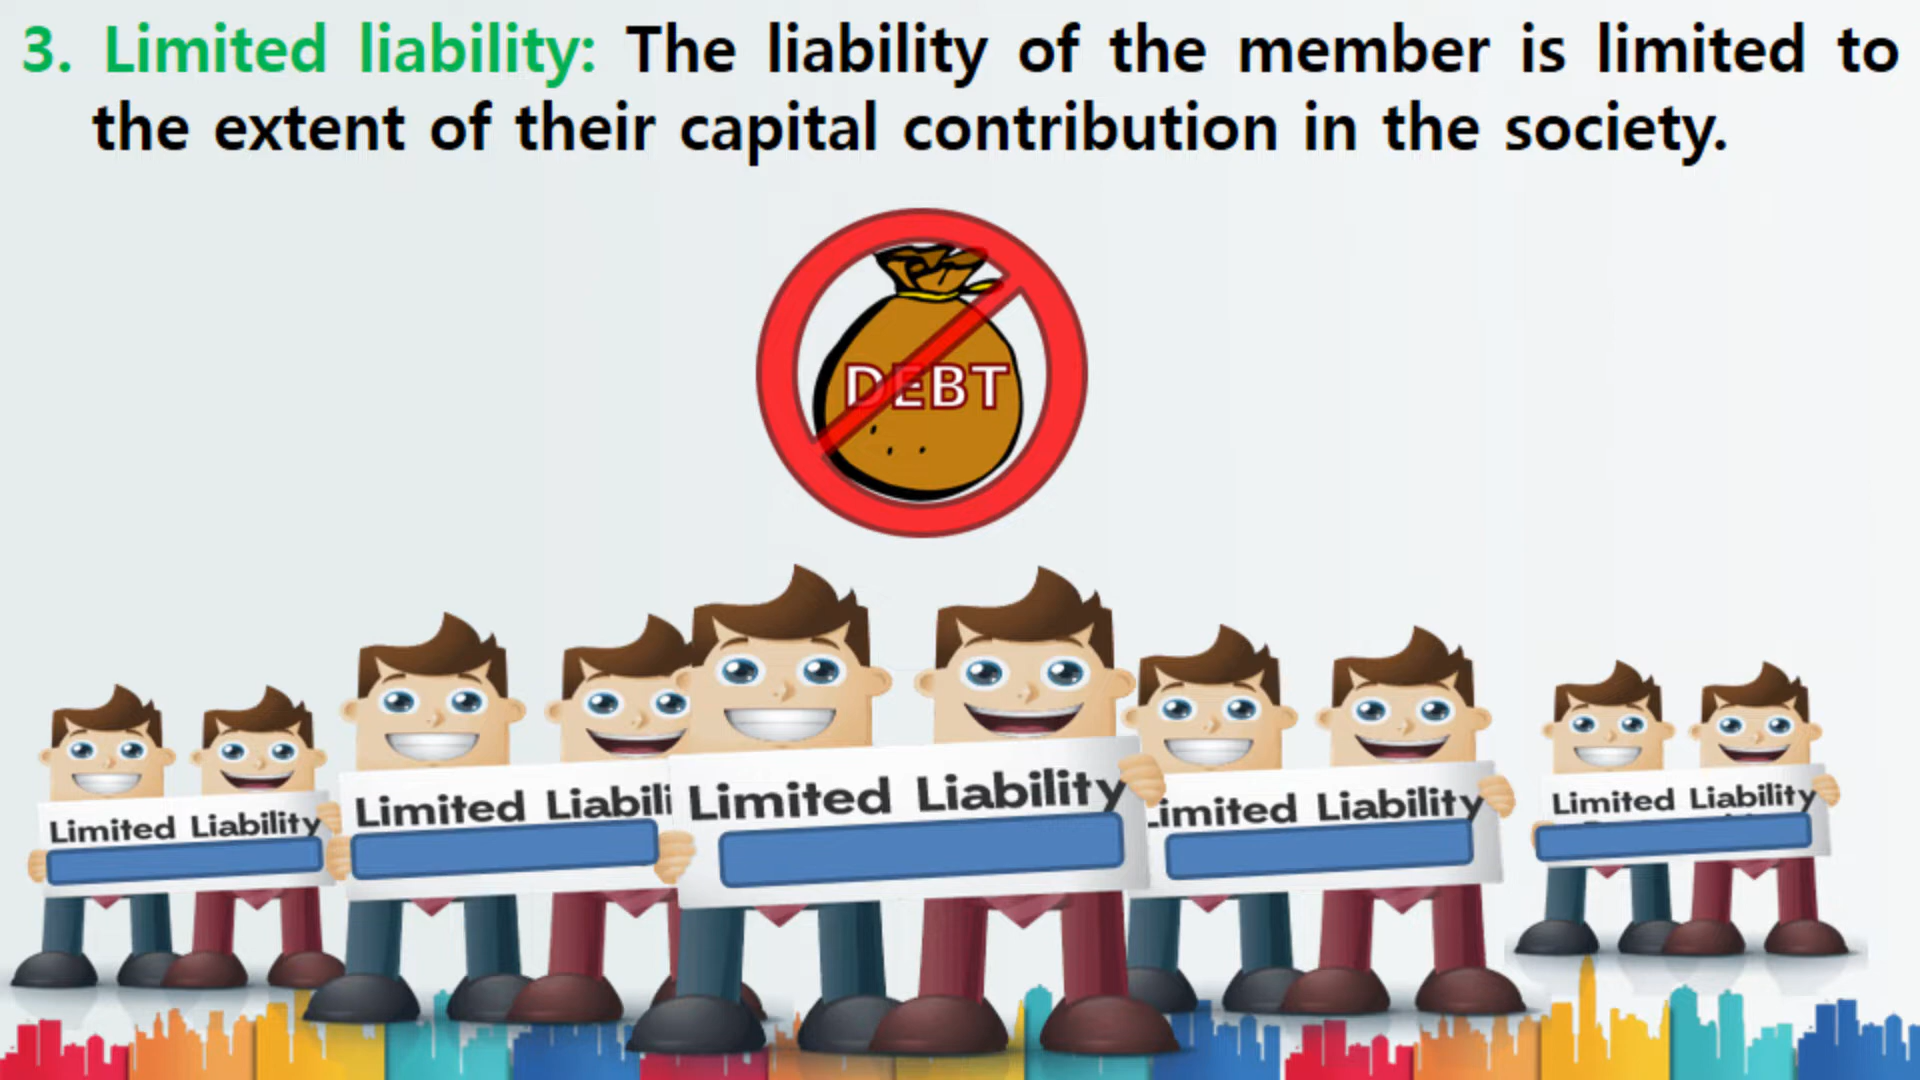 3. Limited liability: The liability of the member is limited to
the extent of their capital contribution in the society.
DEBT
Limited Liability
Limited Liabili
Limited Liability
Limited Liability
Limited Liability